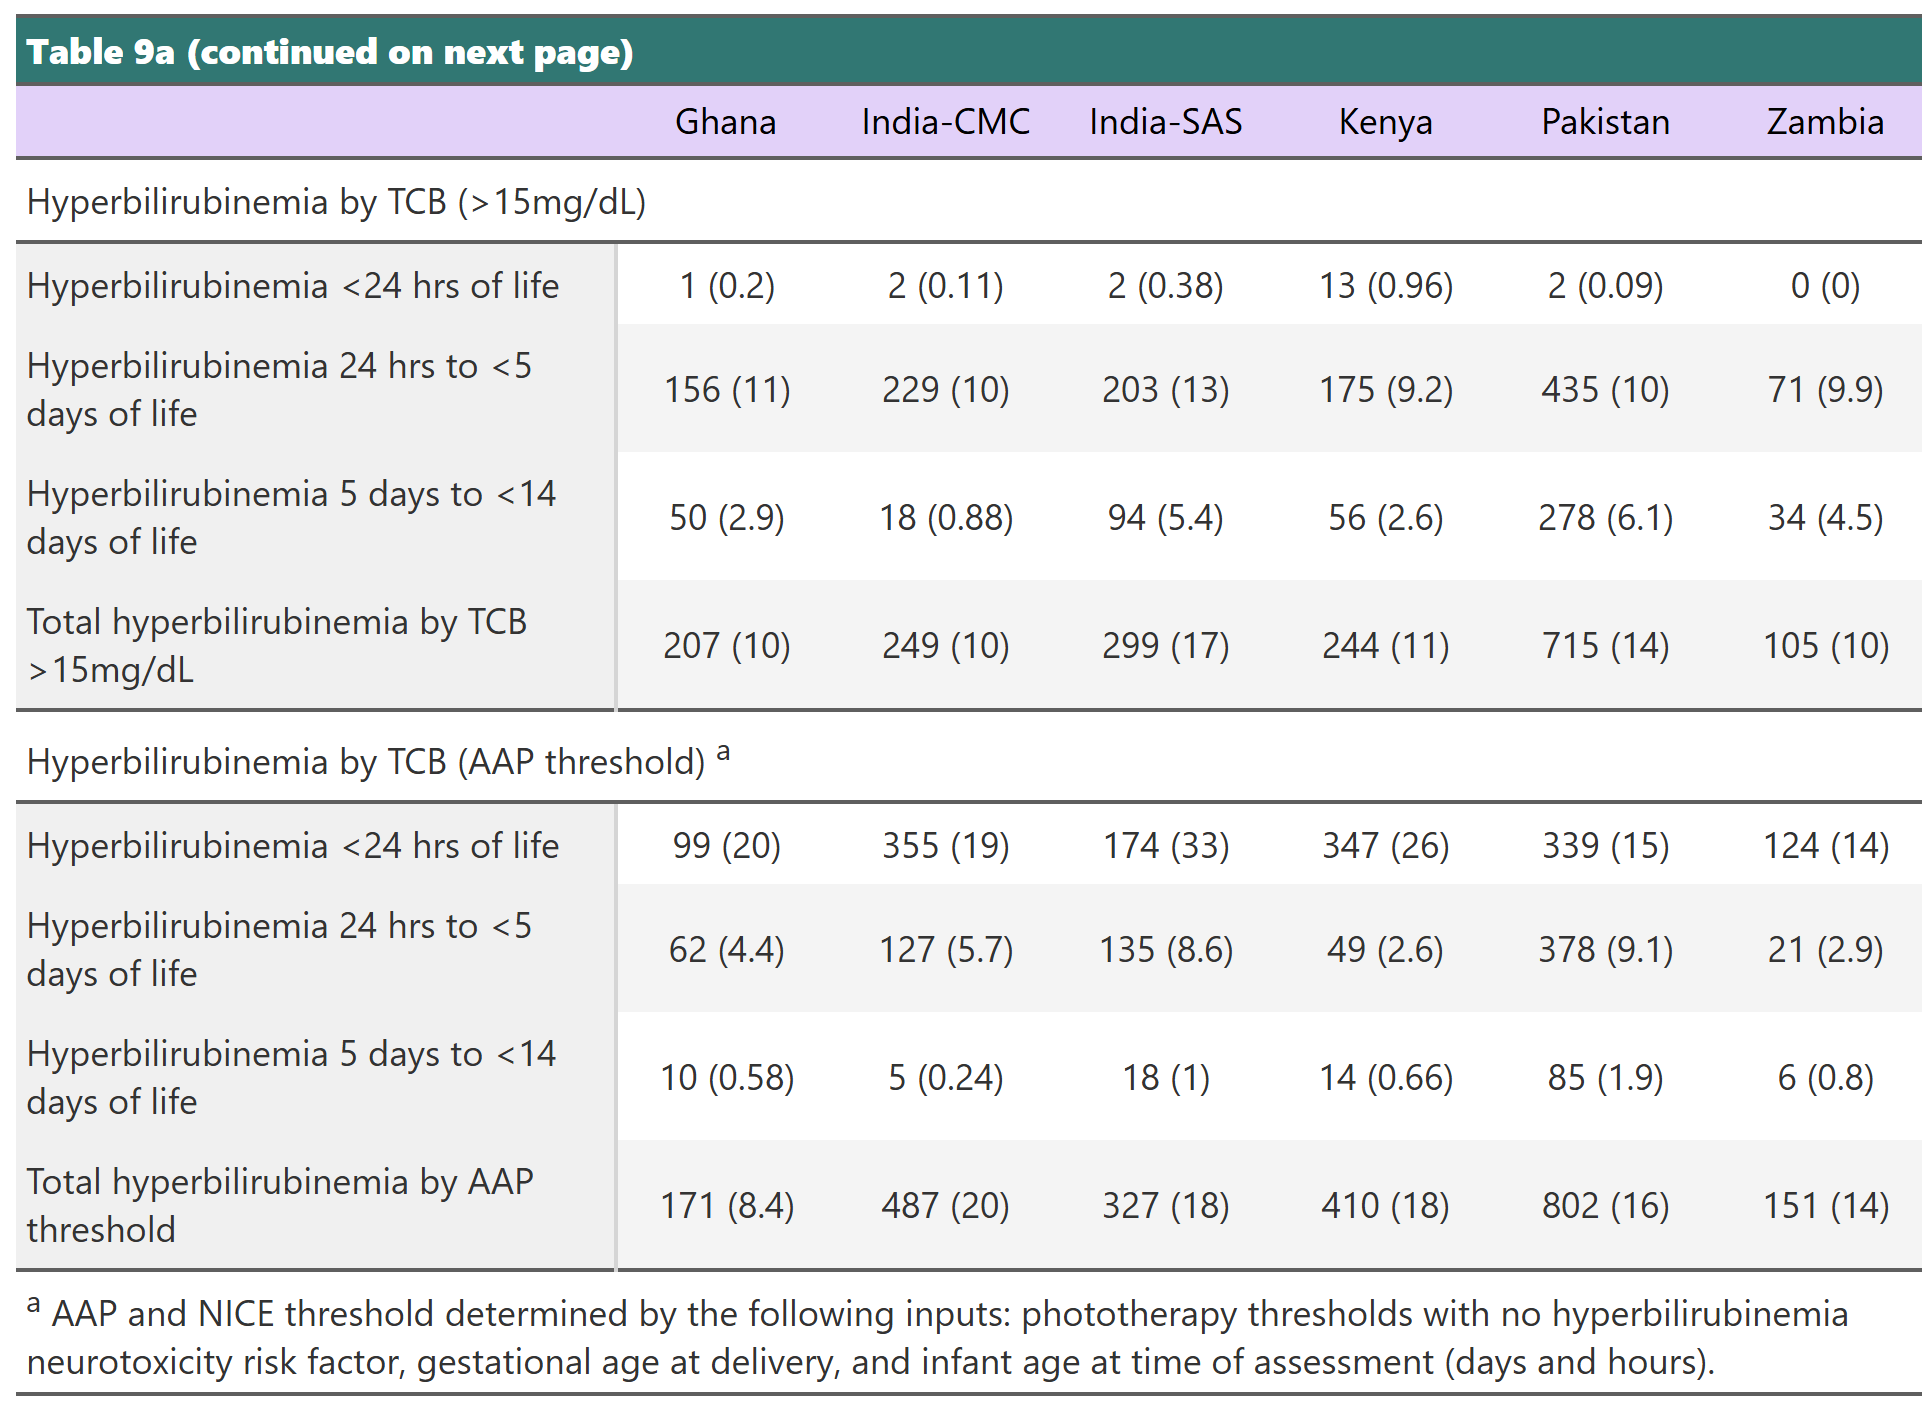 Table 9a (continued on next page)
Ghana India-CMC India-SAS Kenya Pakistan Zambia
Hyperbilirubinemia by TCB (>15mg/dL)
Hyperbilirubinemia <24 hrs of life 1 (0.2) 2 (0.11) 2 (0.38) 13 (0.96) 2 (0.09) 0 (0)
Hyperbilirubinemia 24 hrs to <5
days of life 156 (11) 229 (10) 203 (13) 175 (9.2) 435 (10) 71 (9.9)
Hyperbilirubinemia 5 days to <14
days of life 50 (2.9) 18 (0.88) 94 (5.4) 56 (2.6) 278 (6.1) 34 (4.5)
Total hyperbilirubinemia by TCB
>15mg/dL 207 (10) 249 (10) 299 (17) 244 (11) 715 (14) 105 (10)
Hyperbilirubinemia by TCB (AAP threshold) a
Hyperbilirubinemia <24 hrs of life 99 (20) 355 (19) 174 (33) 347 (26) 339 (15) 124 (14)
Hyperbilirubinemia 24 hrs to <5
days of life 62 (4.4) 127 (5.7) 135 (8.6) 49 (2.6) 378 (9.1) 21 (2.9)
Hyperbilirubinemia 5 days to <14
days of life 10 (0.58) 5 (0.24) 18 (1) 14 (0.66) 85 (1.9) 6 (0.8)
Total hyperbilirubinemia by AAP
threshold 171 (8.4) 487 (20) 327 (18) 410 (18) 802 (16) 151 (14)
a AAP and NICE threshold determined by the following inputs: phototherapy thresholds with no hyperbilirubinemia
neurotoxicity risk factor, gestational age at delivery, and infant age at time of assessment (days and hours).